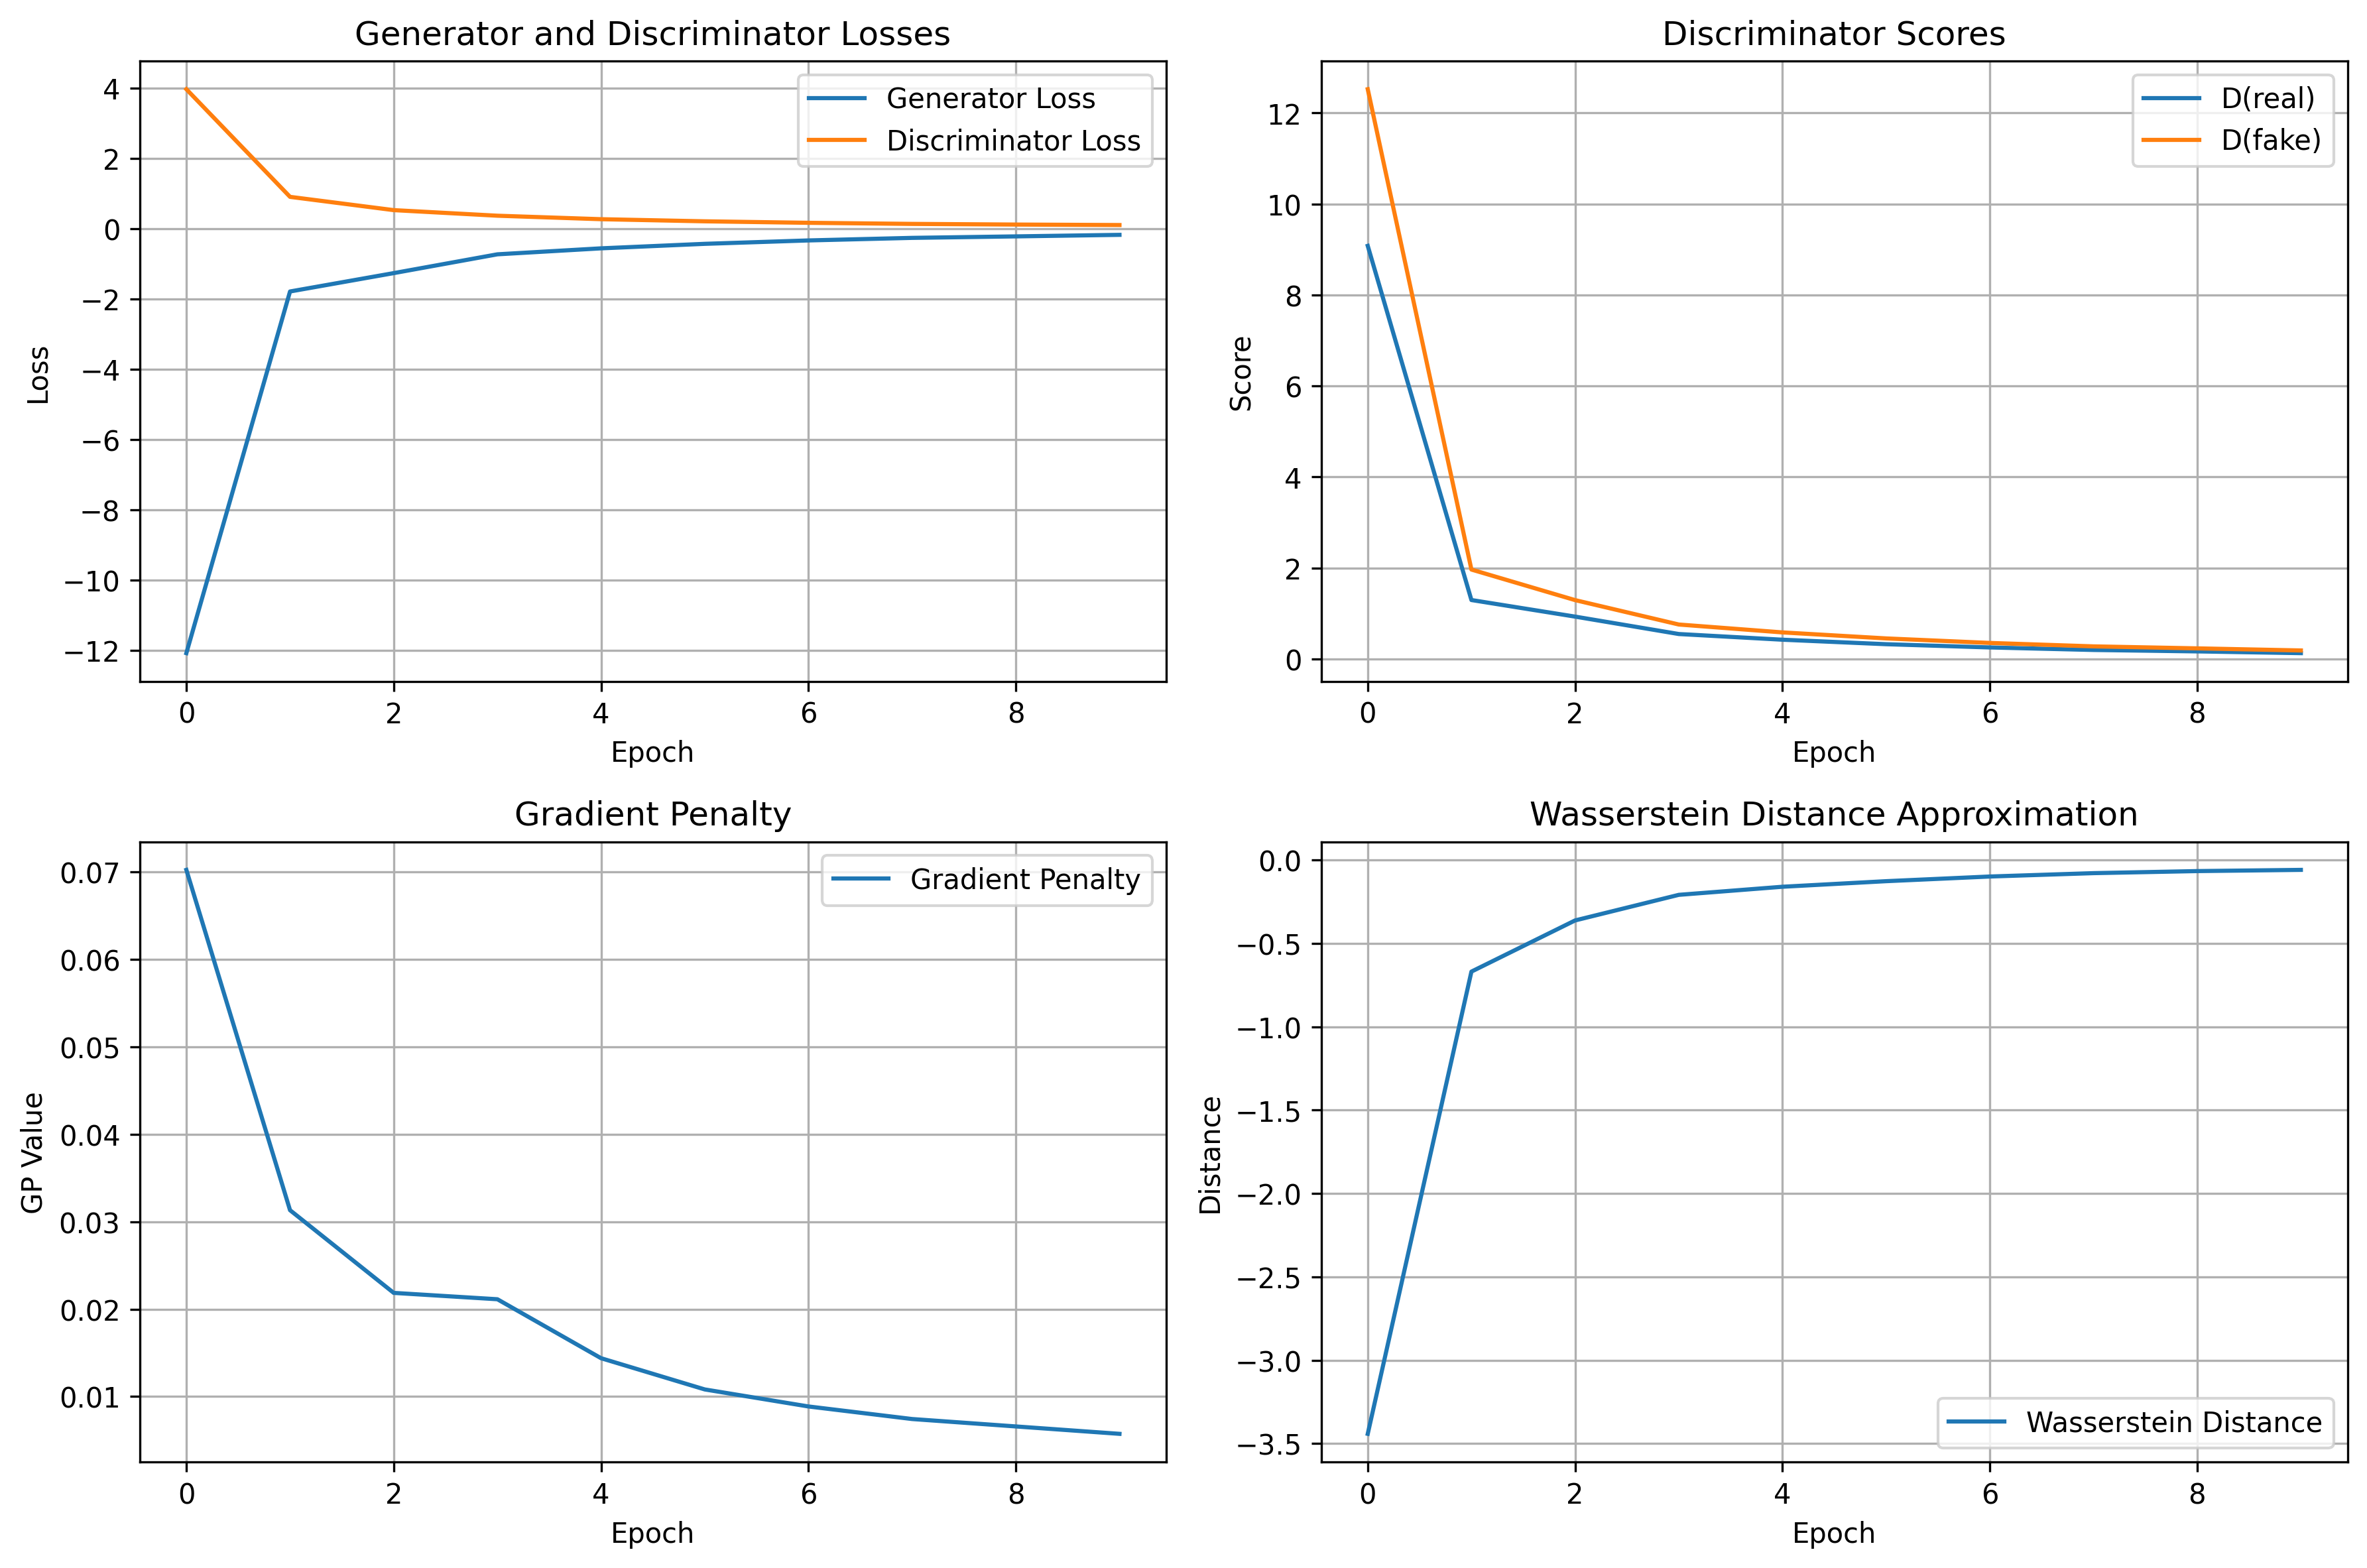 Generator and Discriminator Losses
4
2
0
−2
−4
−6
−8
−10
−12
Loss
Generator Loss
Discriminator Loss
0 2 4 6 8
Epoch
Discriminator Scores
12
10
8
6
4
2
0
Score
D(real)
D(fake)
0 2 4 6 8
Epoch
Gradient Penalty
0.07
0.06
0.05
0.04
0.03
0.02
0.01
GP Value
Gradient Penalty
0 2 4 6 8
Epoch
Wasserstein Distance Approximation
0.0
−0.5
−1.0
−1.5
−2.0
−2.5
−3.0
−3.5
Distance
Wasserstein Distance
0 2 4 6 8
Epoch